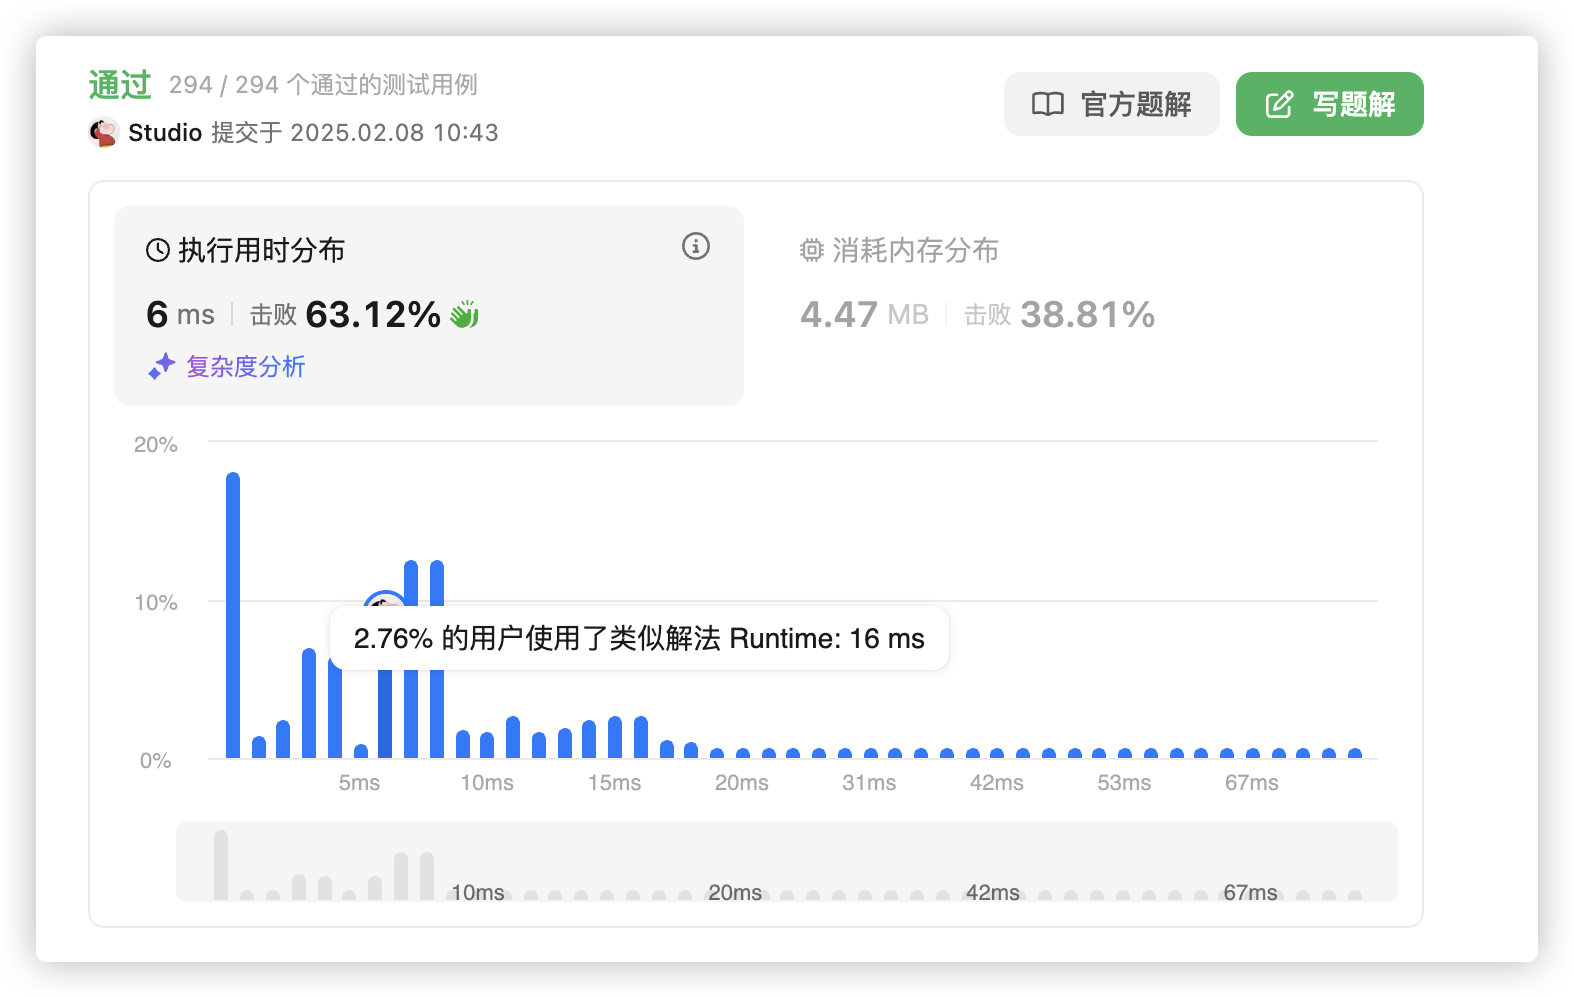 通过 294 / 294 个通过的测试用例
Studio 提交于 2025.02.08 10:43
官方题解
写题解
执行用时分布
6 ms 击败 63.12%
复杂度分析
消耗内存分布
4.47 MB 击败 38.81%
20%
10%
0%
2.76% 的用户使用了类似解法 Runtime: 16 ms
5ms 10ms 15ms 20ms 31ms 42ms 53ms 67ms
10ms 20ms 42ms 67ms